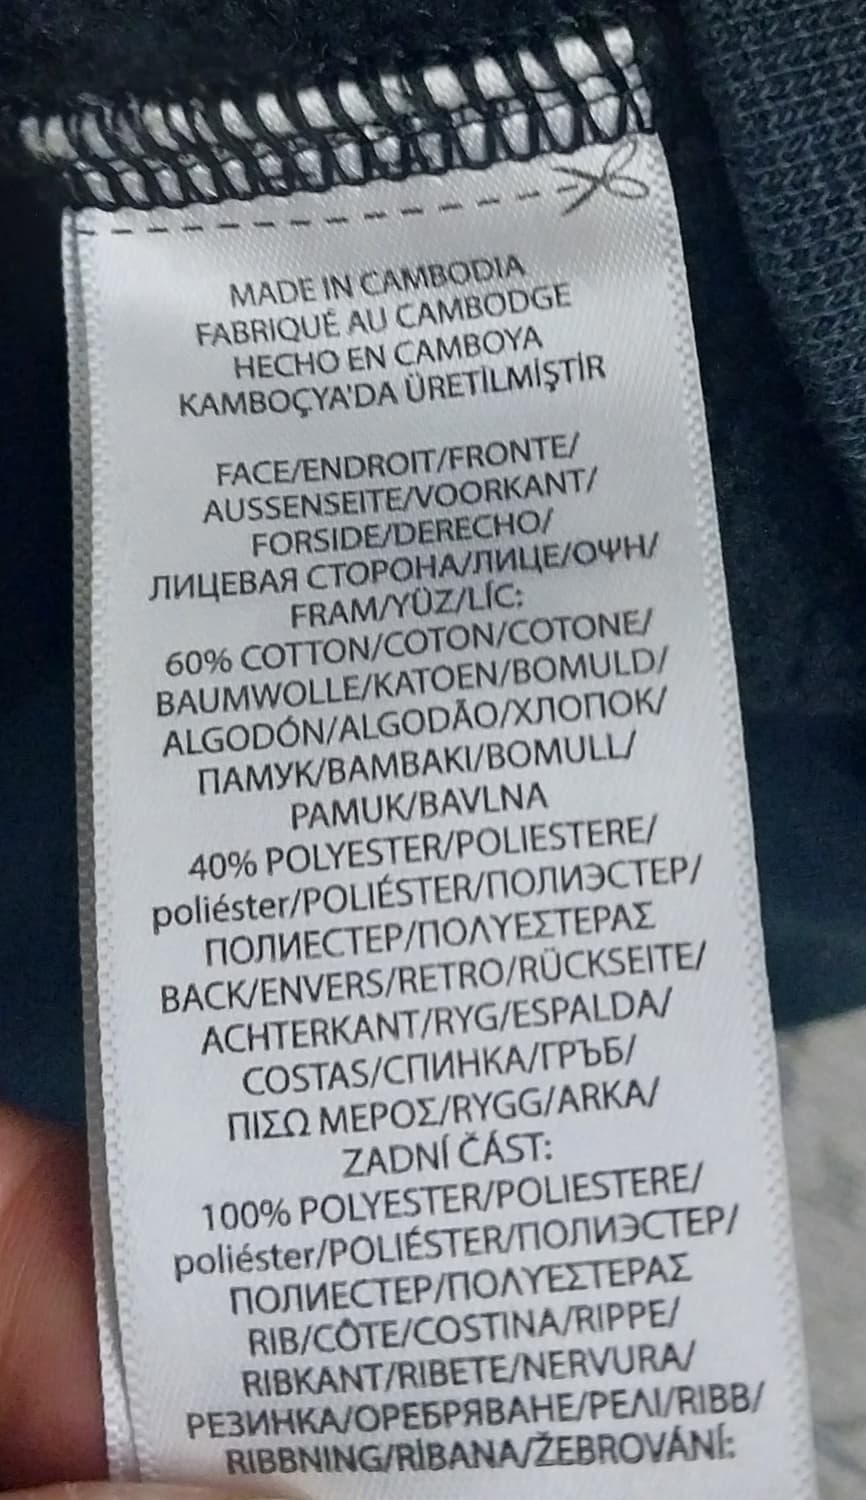 MADE IN CAMBODIA
FABRIQUÉ AU CAMBODGE
HECHO EN CAMBOYA
KAMBOÇYA'DA ÜRETİLMİŞTİR
FACE/ENDROIT/FRONTE/
AUSSENSEITE/VOORKANT/
FORSIDE/DERECHO/
ЛИЦЕВАЯ СТОРОНА/ЛИЦЕ/ΟΨΗ/
FRAM/YÜZ/LÍC:
60% COTTON/COTON/COTONE/
BAUMWOLLE/KATOEN/BOMULD/
ALGODÓN/ALGODÃO/ХЛОПОК/
ПАМУК/ΒΑΜΒΑΚΙ/BOMULL/
PAMUK/BAVLNA
40% POLYESTER/POLIESTERE/
poliéster/POLIÉSTER/ПОЛИЭСТЕР/
ПОЛИЕСТЕР/ΠΟΛΥΕΣΤΕΡΑΣ
BACK/ENVERS/RETRO/RÜCKSEITE/
ACHTERKANT/RYG/ESPALDA/
COSTAS/СПИНКА/ГРЪБ/
ΠΙΣΩ ΜΕΡΟΣ/RYGG/ARKA/
ZADNÍ ČÁST:
100% POLYESTER/POLIESTERE/
poliéster/POLIÉSTER/ПОЛИЭСТЕР/
ПОЛИЕСТЕР/ΠΟΛΥΕΣΤΕΡΑΣ
RIB/CÔTE/COSTINA/RIPPE/
RIBKANT/RIBETE/NERVURA/
РЕЗИНКА/ОРЕБРЯВАНЕ/ΡΕΛΙ/RIBB/
RIBBNING/RİBANA/ŽEBROVÁNÍ: